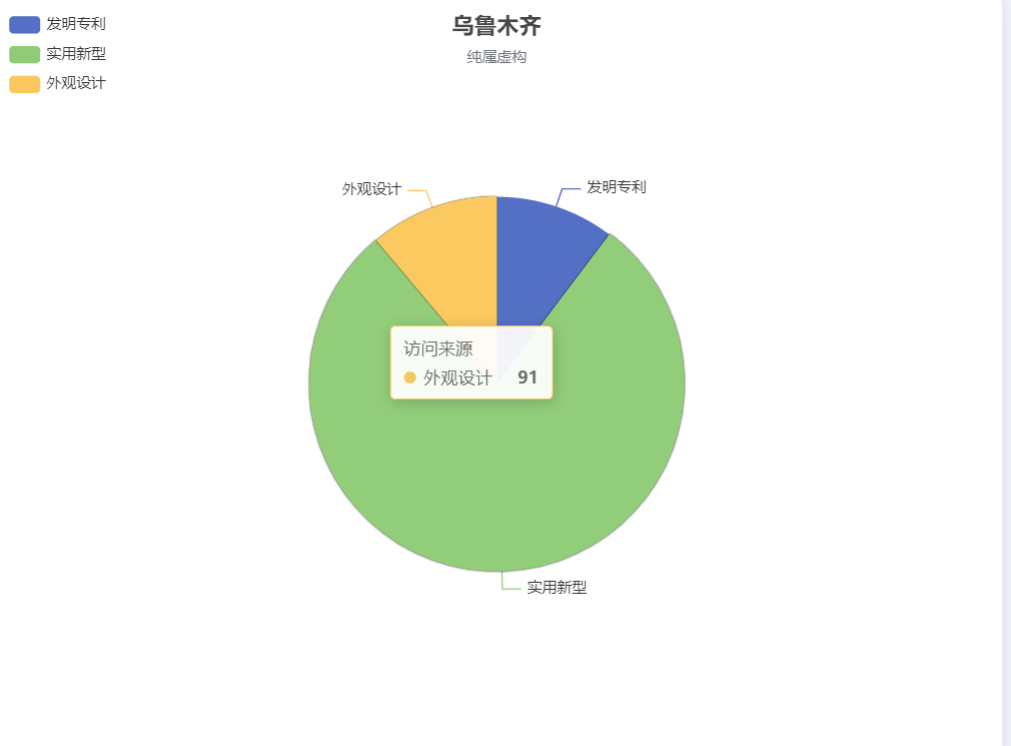 发明专利
实用新型
外观设计
乌鲁木齐
纯属虚构
外观设计
发明专利
访问来源
外观设计 91
实用新型